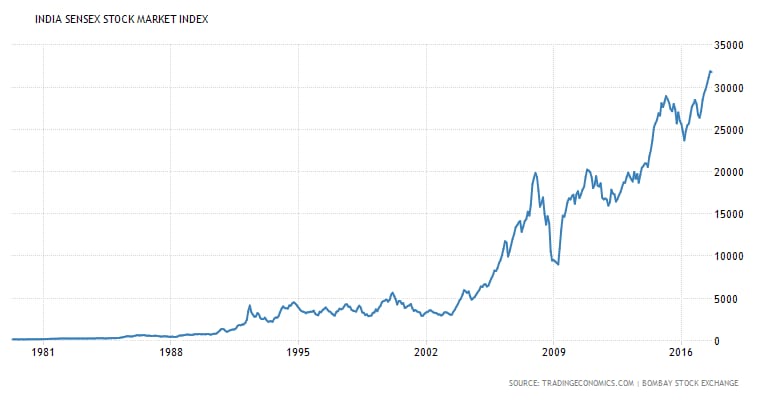 INDIA SENSEX STOCK MARKET INDEX
35000
30000
25000
20000
15000
10000
5000
0
1981 1988 1995 2002 2009 2016
SOURCE: TRADINGECONOMICS.COM | BOMBAY STOCK EXCHANGE